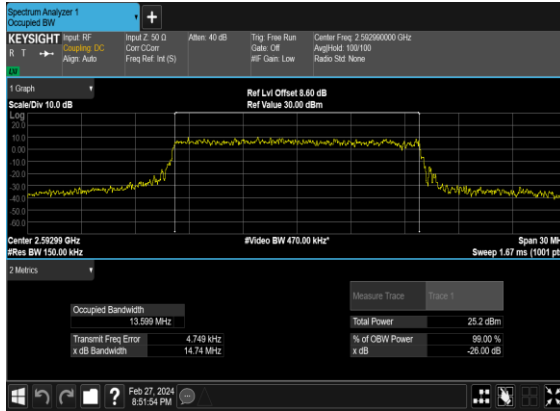 Spectrum Analyzer 1
Occupied BW
+
KEYSIGHT
R T
LV
Input: RF
Coupling: DC
Align: Auto
Input Z: 50 Ω
Corr CCorr
Freq Ref: Int (S)
Atten: 40 dB
Trig: Free Run
Gate: Off
#IF Gain: Low
Center Freq: 2.592990000 GHz
Avg|Hold: 100/100
Radio Std: None
1 Graph
Scale/Div 10.0 dB
Ref Lvl Offset 8.60 dB
Ref Value 30.00 dBm
Log
20.0
10.0
0.00
-10.0
-20.0
-30.0
-40.0
-50.0
-60.0
Center 2.59299 GHz
#Res BW 150.00 kHz
#Video BW 470.00 kHz*
Span 30 MH
Sweep 1.67 ms (1001 pt
2 Metrics
Measure Trace Trace 1
Occupied Bandwidth
13.599 MHz
Total Power 25.2 dBm
Transmit Freq Error 4.749 kHz
% of OBW Power 99.00 %
x dB Bandwidth 14.74 MHz
x dB -26.00 dB
?
Feb 27, 2024
8:51:54 PM